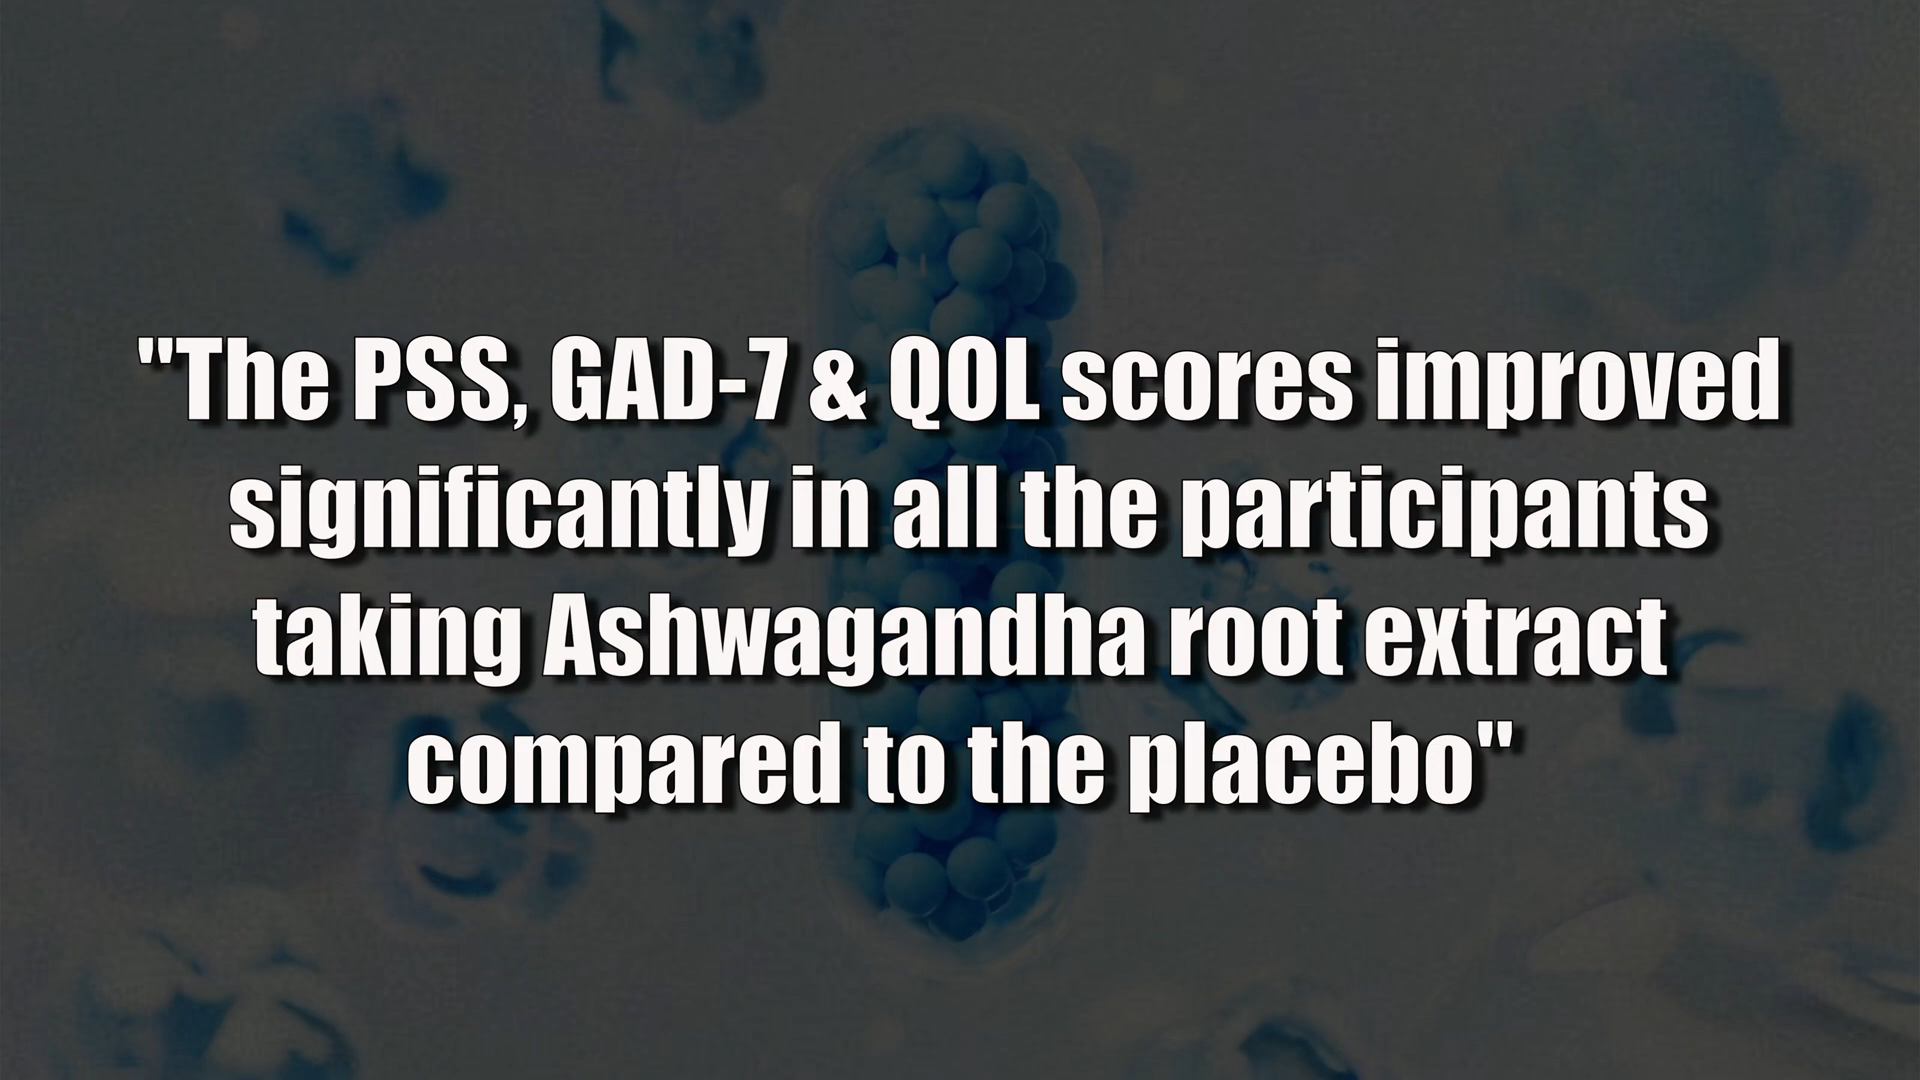 "The PSS, GAD-7 & QOL scores improved
significantly in all the participants
taking Ashwagandha root extract
compared to the placebo"